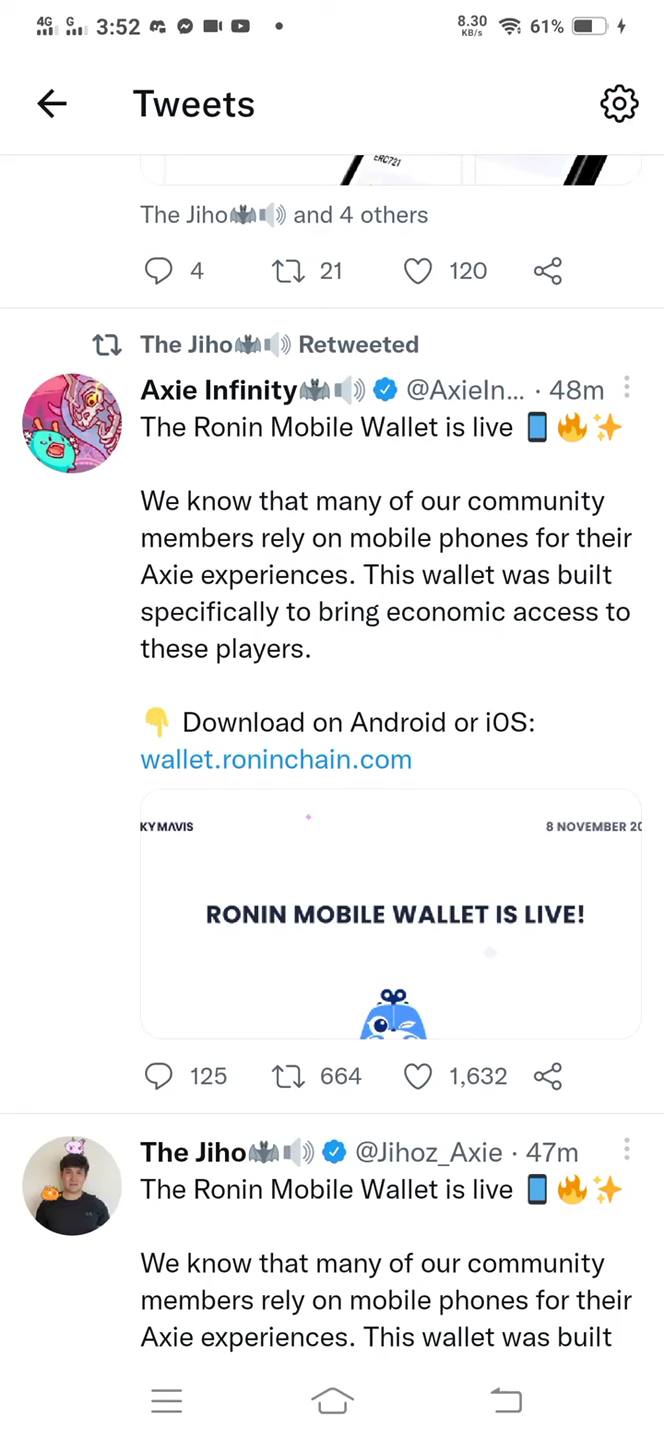 4G G 3:52 8.30 KB/s 61%
Tweets
ERC721
The Jiho🦇🔊 and 4 others
4 21 120
The Jiho🦇🔊 Retweeted
Axie Infinity🦇🔊 @AxieIn... · 48m
The Ronin Mobile Wallet is live 📱🔥✨
We know that many of our community
members rely on mobile phones for their
Axie experiences. This wallet was built
specifically to bring economic access to
these players.
👇 Download on Android or iOS:
wallet.roninchain.com
KY MAVIS 8 NOVEMBER 20
RONIN MOBILE WALLET IS LIVE!
125 664 1,632
The Jiho🦇🔊 @Jihoz_Axie · 47m
The Ronin Mobile Wallet is live 📱🔥✨
We know that many of our community
members rely on mobile phones for their
Axie experiences. This wallet was built